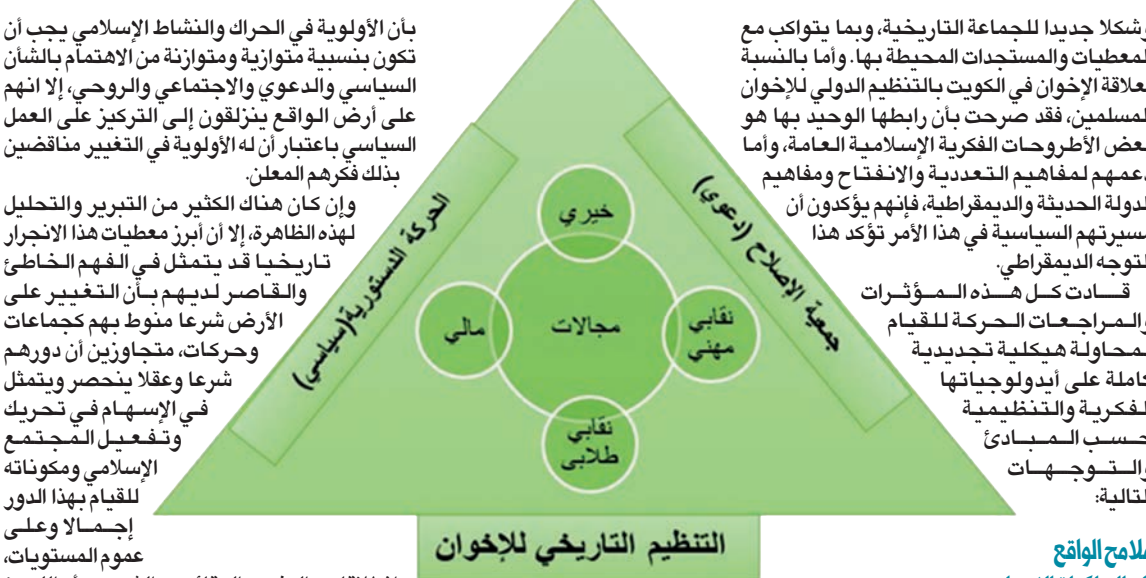 وشكلا جديدا للجماعة التاريخية، وبما يتواكب مع
المعطيات والمستجدات المحيطة بها. وأما بالنسبة
لعلاقة الإخوان في الكويت بالتنظيم الدولي للإخوان
المسلمين، فقد صرحت بأن رابطها الوحيد بها هو
بعض الأطروحات الفكرية الإسلامية العامة، وأما
دعمهم لمفاهيم التعددية والانفتاح ومفاهيم
الدولة الحديثة والديمقراطية، فإنهم يؤكدون أن
مسيرتهم السياسية في هذا الأمر تؤكد هذا
التوجه الديمقراطي.
قادت كل هذه المؤثرات
والمراجعات الحركة للقيام
بمحاولة هيكلية تجديدية
كاملة على أيدولوجياتها
الفكرية والتنظيمية
حسب المبادئ
والتوجهات
التالية:
ملامح الواقع
جمعية الإصلاح (دعوي)
خيري
مجالات
نقابي
مهني
مالي
نقابي
طلابي
الحركة الدستورية(سياسي)
التنظيم التاريخي للإخوان
بأن الأولوية في الحراك والنشاط الإسلامي يجب أن
تكون بنسبية متوازية ومتوازنة من الاهتمام بالشأن
السياسي والدعوي والاجتماعي والروحي، إلا انهم
على أرض الواقع ينزلقون إلى التركيز على العمل
السياسي باعتبار أن له الأولوية في التغيير مناقضين
بذلك فكرهم المعلن.
وإن كان هناك الكثير من التبرير والتحليل
لهذه الظاهرة، إلا أن أبرز معطيات هذا الانجرار
تاريخيا قد يتمثل في الفهم الخاطئ
والقاصر لديهم بأن التغيير على
الأرض شرعا منوط بهم كجماعات
وحركات، متجاوزين أن دورهم
شرعا وعقلا ينحصر ويتمثل
في الإسهام في تحريك
وتفعيل المجتمع
الإسلامي ومكوناته
للقيام بهذا الدور
إجمالا وعلى
عموم المستويات،